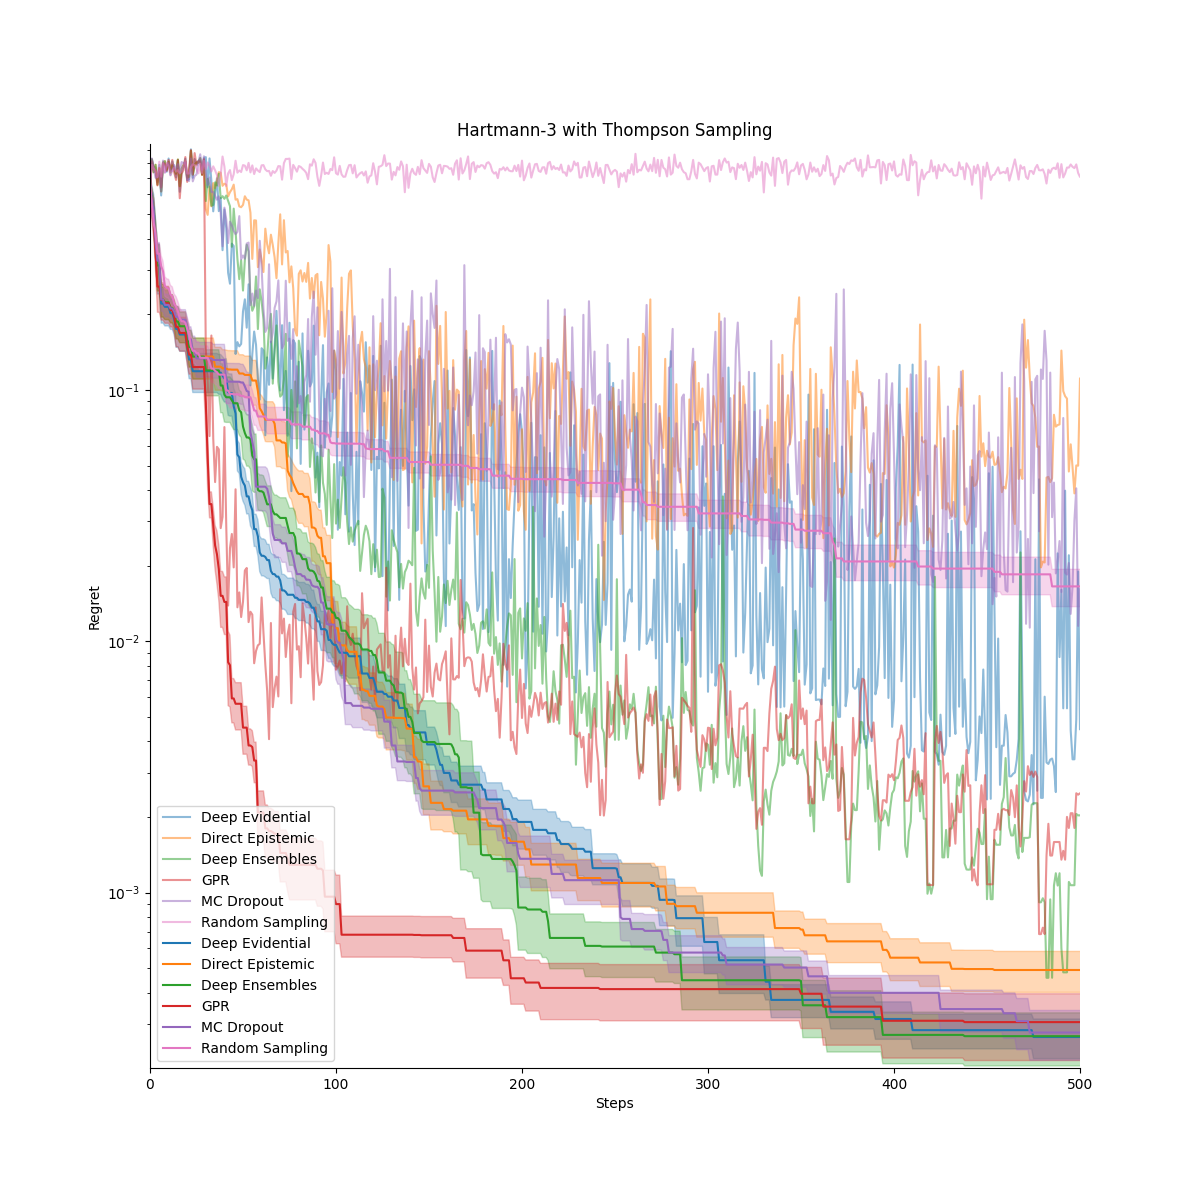 Hartmann-3 with Thompson Sampling
10⁻¹
10⁻²
10⁻³
Regret
Deep Evidential
Direct Epistemic
Deep Ensembles
GPR
MC Dropout
Random Sampling
Deep Evidential
Direct Epistemic
Deep Ensembles
GPR
MC Dropout
Random Sampling
0 100 200 300 400 500
Steps